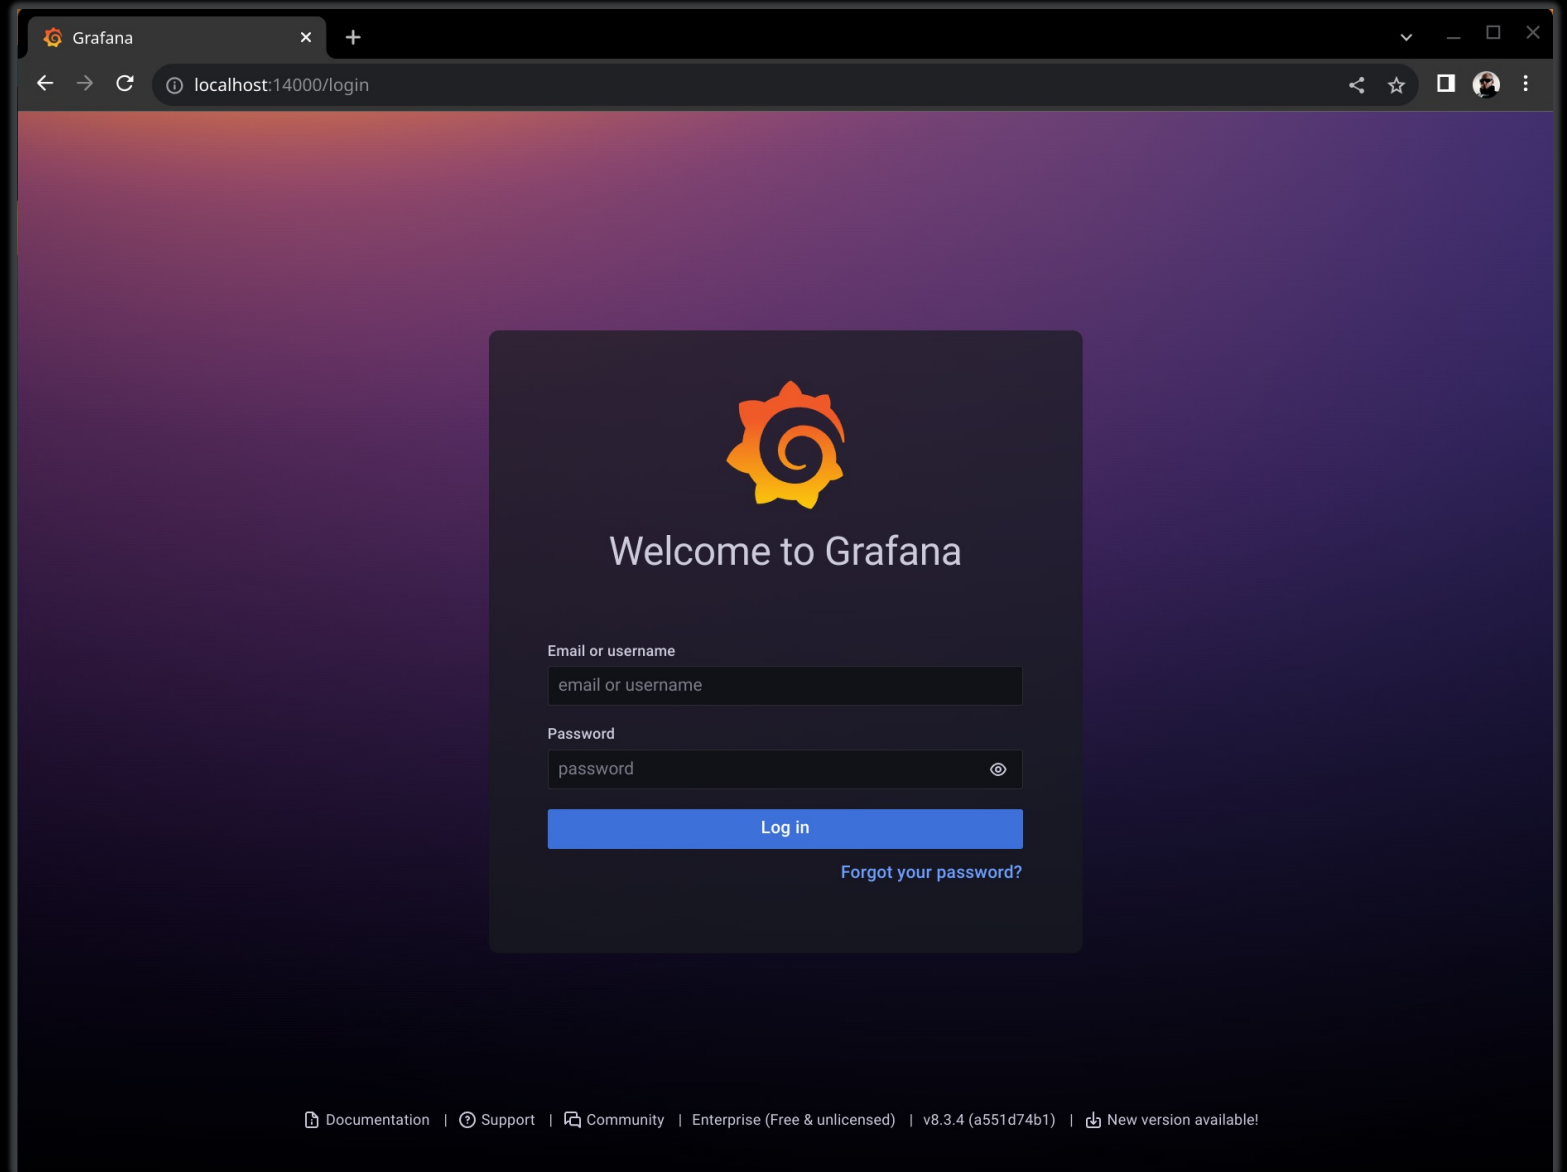 Grafana
localhost:14000/login
Welcome to Grafana
Email or username
email or username
Password
password
Log in
Forgot your password?
Documentation | Support | Community | Enterprise (Free & unlicensed) | v8.3.4 (a551d74b1) | New version available!